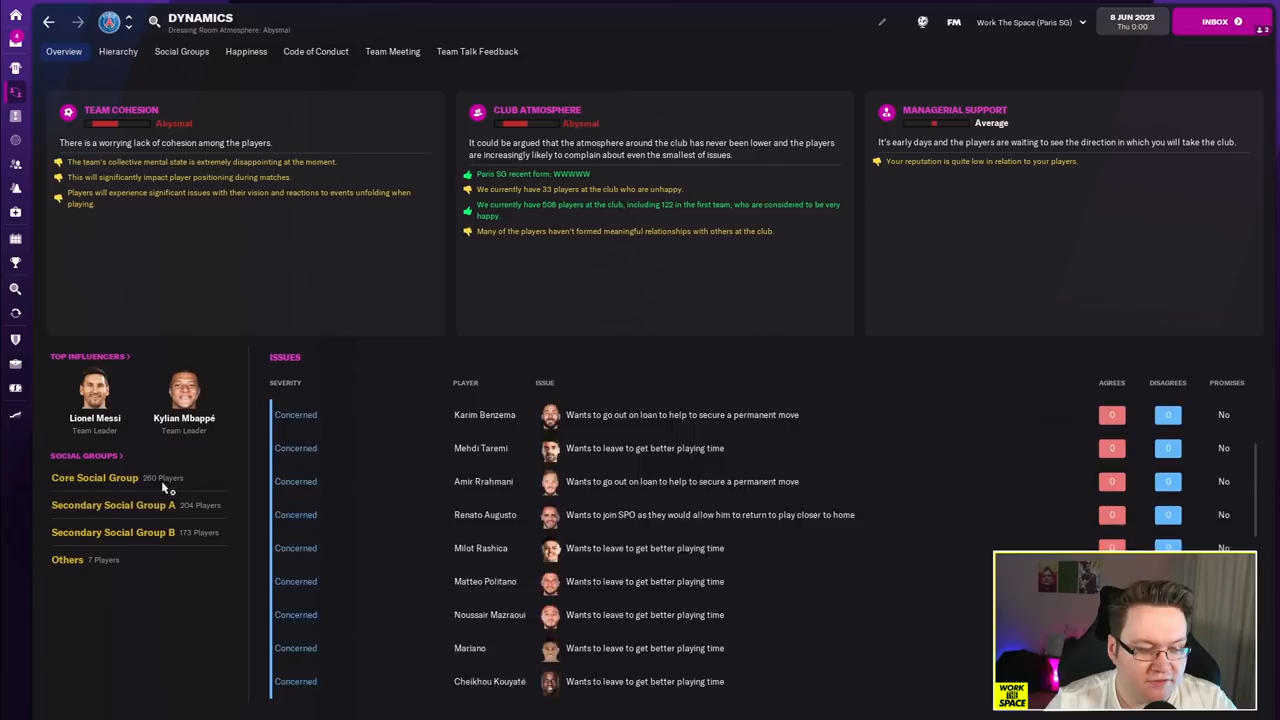 DYNAMICS
Dressing Room Atmosphere: Abysmal
FM
Work The Space (Paris SG)
8 JUN 2023
Thu 0:00
INBOX
2
4
Overview
Hierarchy
Social Groups
Happiness
Code of Conduct
Team Meeting
Team Talk Feedback
TEAM COHESION
Abysmal
There is a worrying lack of cohesion among the players.
The team's collective mental state is extremely disappointing at the moment.
This will significantly impact player positioning during matches.
Players will experience significant issues with their vision and reactions to events unfolding when
playing.
CLUB ATMOSPHERE
Abysmal
It could be argued that the atmosphere around the club has never been lower and the players
are increasingly likely to complain about even the smallest of issues.
Paris SG recent form: WWWWW
We currently have 33 players at the club who are unhappy.
We currently have 508 players at the club, including 122 in the first team, who are considered to be very
happy.
Many of the players haven't formed meaningful relationships with others at the club.
MANAGERIAL SUPPORT
Average
It's early days and the players are waiting to see the direction in which you will take the club.
Your reputation is quite low in relation to your players.
TOP INFLUENCERS >
Lionel Messi
Team Leader
Kylian Mbappé
Team Leader
SOCIAL GROUPS >
Core Social Group 260 Players
Secondary Social Group A 204 Players
Secondary Social Group B 173 Players
Others 7 Players
ISSUES
SEVERITY PLAYER ISSUE AGREES DISAGREES PROMISES
Concerned Karim Benzema Wants to go out on loan to help to secure a permanent move 0 0 No
Concerned Mehdi Taremi Wants to leave to get better playing time 0 0 No
Concerned Amir Rrahmani Wants to go out on loan to help to secure a permanent move 0 0 No
Concerned Renato Augusto Wants to join SPO as they would allow him to return to play closer to home 0 0 No
Concerned Milot Rashica Wants to leave to get better playing time 0 0 No
Concerned Matteo Politano Wants to leave to get better playing time
Concerned Noussair Mazraoui Wants to leave to get better playing time
Concerned Mariano Wants to leave to get better playing time
Concerned Cheikhou Kouyaté Wants to leave to get better playing time
WORK
THE
SPACE